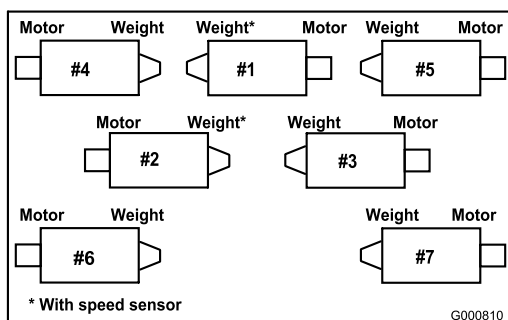 Motor Weight Weight* Motor Weight Motor
#4 #1 #5
Motor Weight* Weight Motor
#2 #3
Motor Weight Weight Motor
#6 #7
* With speed sensor
G000810